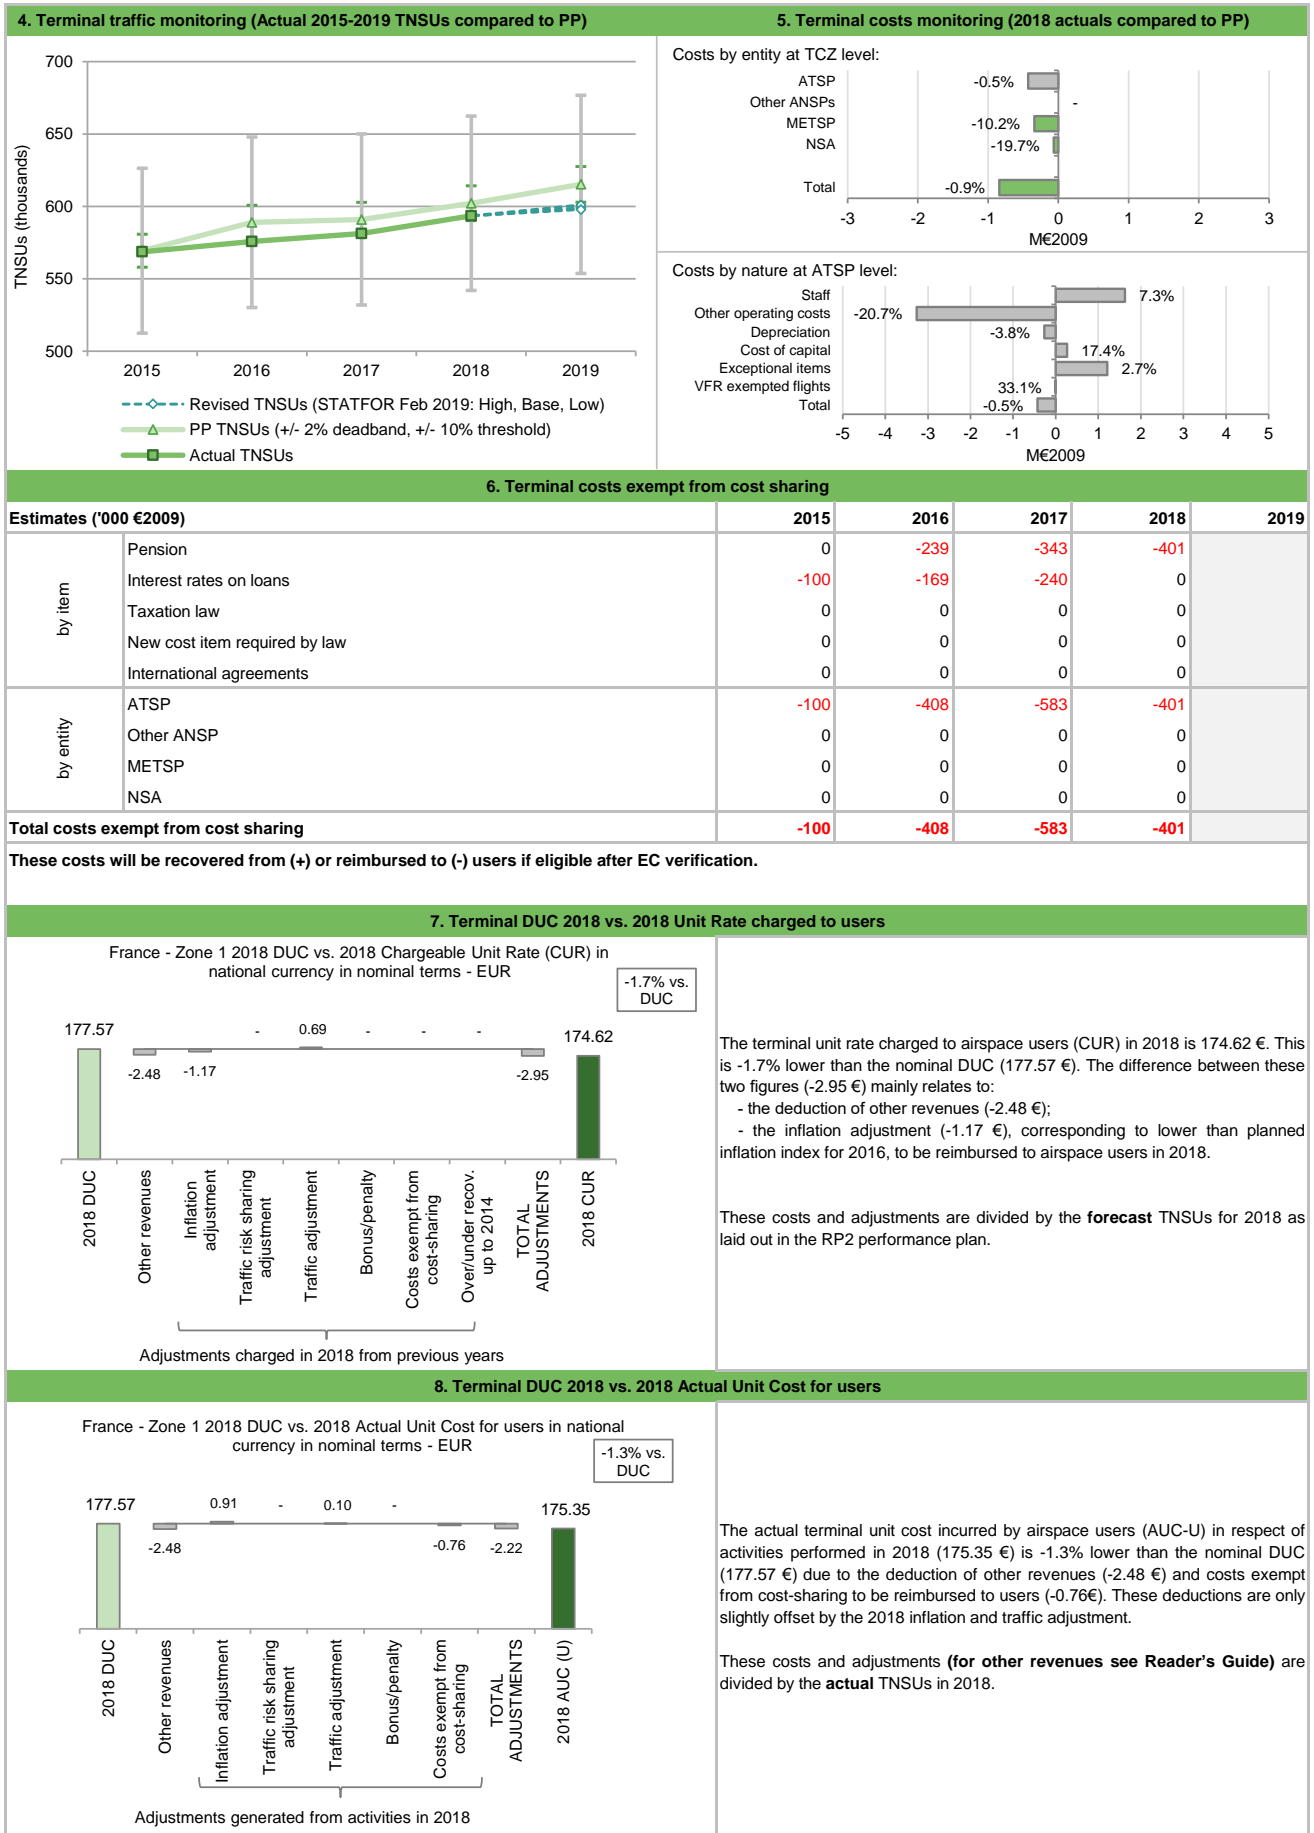 4. Terminal traffic monitoring (Actual 2015-2019 TNSUs compared to PP)
700
650
600
550
500
TNSUs (thousands)
2015 2016 2017 2018 2019
Revised TNSUs (STATFOR Feb 2019: High, Base, Low)
PP TNSUs (+/- 2% deadband, +/- 10% threshold)
Actual TNSUs
5. Terminal costs monitoring (2018 actuals compared to PP)
Costs by entity at TCZ level:
ATSP -0.5%
Other ANSPs -
METSP -10.2%
NSA -19.7%
Total -0.9%
-3 -2 -1 0 1 2 3
M€2009
Costs by nature at ATSP level:
Staff 7.3%
Other operating costs -20.7%
Depreciation -3.8%
Cost of capital 17.4%
Exceptional items 2.7%
VFR exempted flights 33.1%
Total -0.5%
-5 -4 -3 -2 -1 0 1 2 3 4 5
M€2009
6. Terminal costs exempt from cost sharing
Estimates ('000 €2009) 2015 2016 2017 2018 2019
by item
Pension 0 -239 -343 -401
Interest rates on loans -100 -169 -240 0
Taxation law 0 0 0 0
New cost item required by law 0 0 0 0
International agreements 0 0 0 0
by entity
ATSP -100 -408 -583 -401
Other ANSP 0 0 0 0
METSP 0 0 0 0
NSA 0 0 0 0
Total costs exempt from cost sharing -100 -408 -583 -401
These costs will be recovered from (+) or reimbursed to (-) users if eligible after EC verification.
7. Terminal DUC 2018 vs. 2018 Unit Rate charged to users
France - Zone 1 2018 DUC vs. 2018 Chargeable Unit Rate (CUR) in
national currency in nominal terms - EUR
-1.7% vs.
DUC
177.57 -2.48 -1.17 - 0.69 - - - -2.95 174.62
2018 DUC
Other revenues
Inflation
adjustment
Traffic risk sharing
adjustment
Traffic adjustment
Bonus/penalty
Costs exempt from
cost-sharing
Over/under recov.
up to 2014
TOTAL
ADJUSTMENTS
2018 CUR
Adjustments charged in 2018 from previous years
The terminal unit rate charged to airspace users (CUR) in 2018 is 174.62 €. This
is -1.7% lower than the nominal DUC (177.57 €). The difference between these
two figures (-2.95 €) mainly relates to:
- the deduction of other revenues (-2.48 €);
- the inflation adjustment (-1.17 €), corresponding to lower than planned
inflation index for 2016, to be reimbursed to airspace users in 2018.
These costs and adjustments are divided by the forecast TNSUs for 2018 as
laid out in the RP2 performance plan.
8. Terminal DUC 2018 vs. 2018 Actual Unit Cost for users
France - Zone 1 2018 DUC vs. 2018 Actual Unit Cost for users in national
currency in nominal terms - EUR
-1.3% vs.
DUC
177.57 -2.48 0.91 - 0.10 - -0.76 -2.22 175.35
2018 DUC
Other revenues
Inflation adjustment
Traffic risk sharing
adjustment
Traffic adjustment
Bonus/penalty
Costs exempt from
cost-sharing
TOTAL
ADJUSTMENTS
2018 AUC (U)
Adjustments generated from activities in 2018
The actual terminal unit cost incurred by airspace users (AUC-U) in respect of
activities performed in 2018 (175.35 €) is -1.3% lower than the nominal DUC
(177.57 €) due to the deduction of other revenues (-2.48 €) and costs exempt
from cost-sharing to be reimbursed to users (-0.76€). These deductions are only
slightly offset by the 2018 inflation and traffic adjustment.
These costs and adjustments (for other revenues see Reader's Guide) are
divided by the actual TNSUs in 2018.